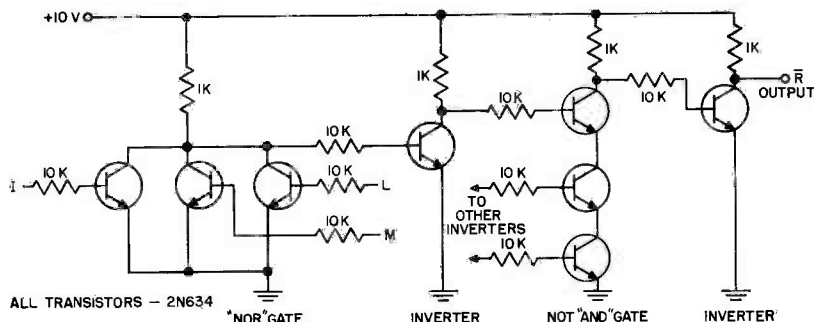 +10 V
1K
1K
1K
1K
R̅
OUTPUT
10 K
10 K
10 K
10 K
I
10 K
10 K
L
10 K
TO
OTHER
INVERTERS
10 K
M
10 K
ALL TRANSISTORS – 2N634
"NOR" GATE
INVERTER
NOT "AND" GATE
INVERTER